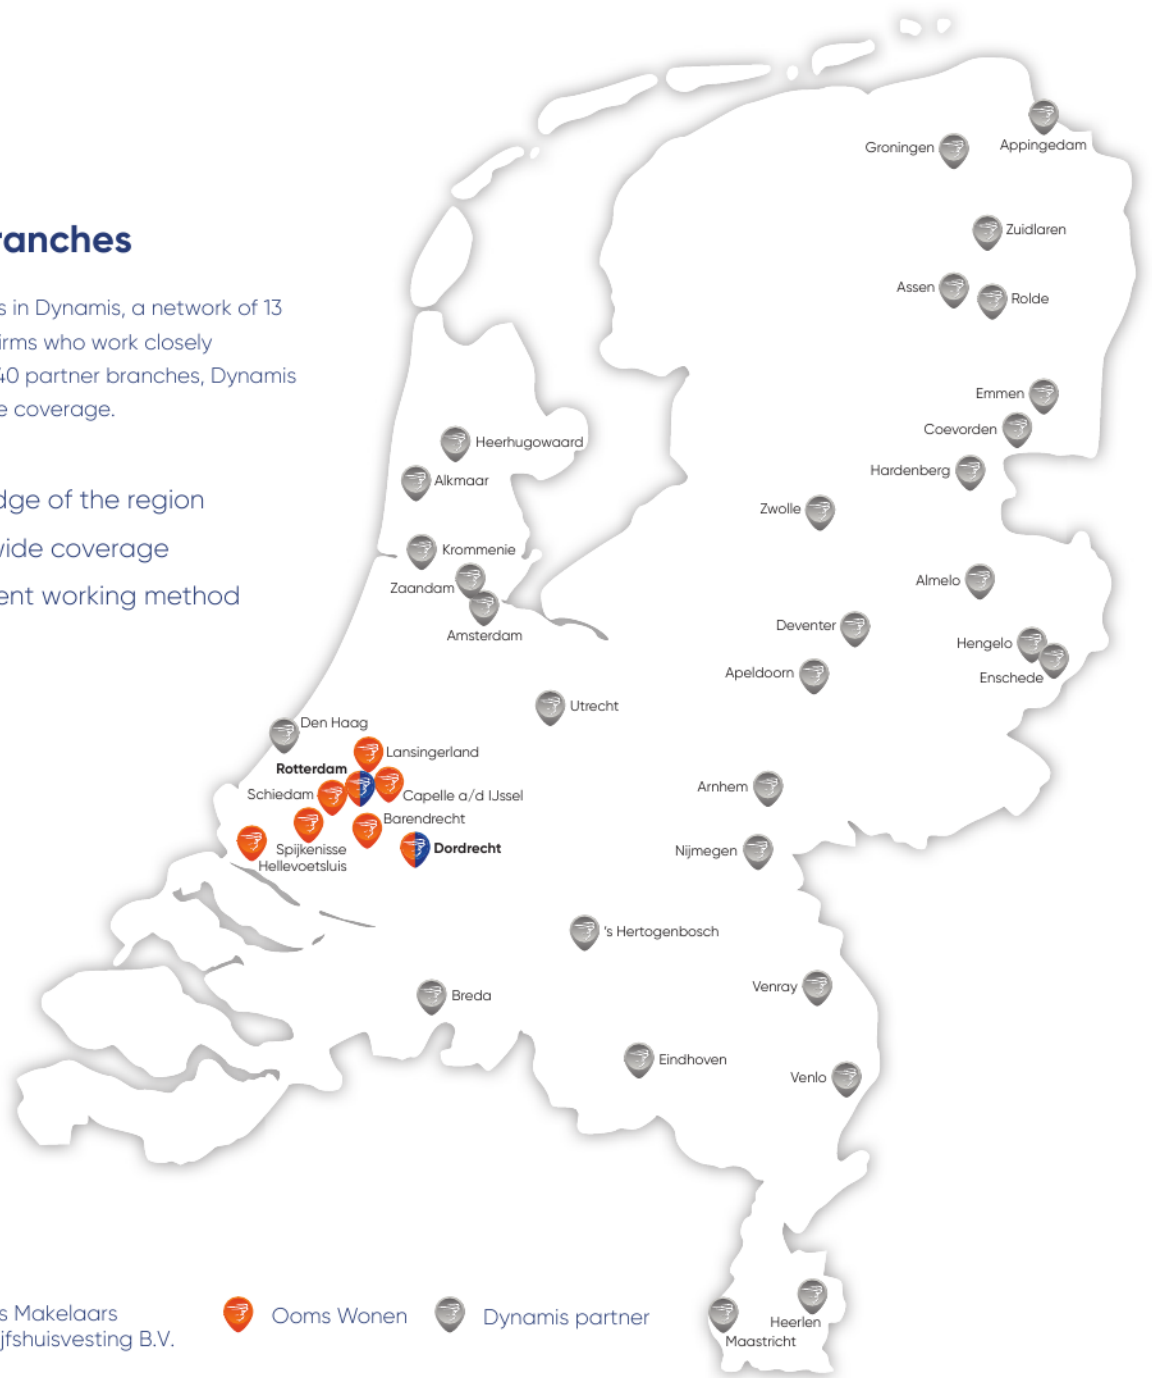 ranches
s in Dynamis, a network of 13
irms who work closely
40 partner branches, Dynamis
e coverage.
dge of the region
wide coverage
ent working method
Groningen
Appingedam
Zuidlaren
Assen
Rolde
Emmen
Coevorden
Hardenberg
Heerhugowaard
Alkmaar
Zwolle
Krommenie
Zaandam
Almelo
Amsterdam
Deventer
Hengelo
Apeldoorn
Enschede
Utrecht
Den Haag
Lansingerland
Rotterdam
Schiedam
Capelle a/d IJssel
Barendrecht
Arnhem
Spijkenisse
Dordrecht
Nijmegen
Hellevoetsluis
's Hertogenbosch
Venray
Breda
Eindhoven
Venlo
Heerlen
Maastricht
s Makelaars
ijfshuisvesting B.V.
Ooms Wonen
Dynamis partner